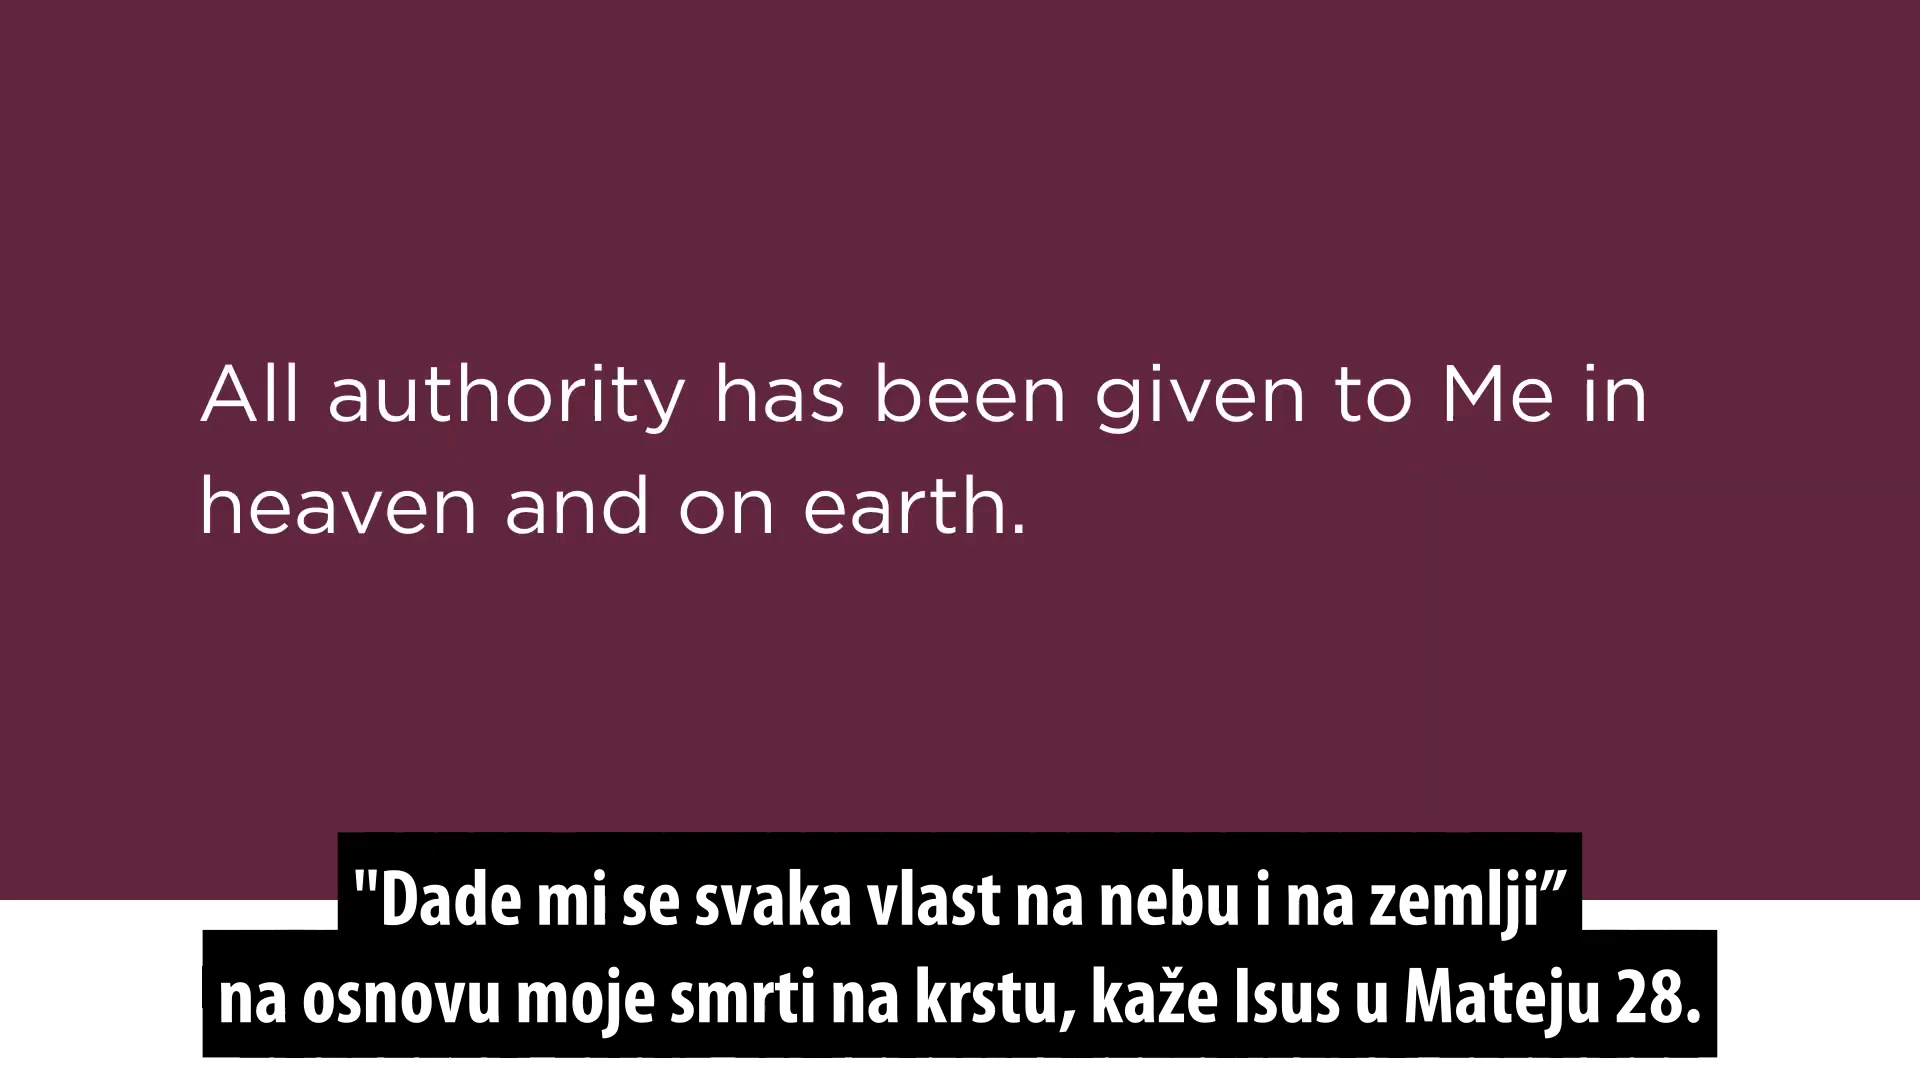 All authority has been given to Me in
heaven and on earth.
"Dade mi se svaka vlast na nebu i na zemlji”
na osnovu moje smrti na krstu, kaže Isus u Mateju 28.